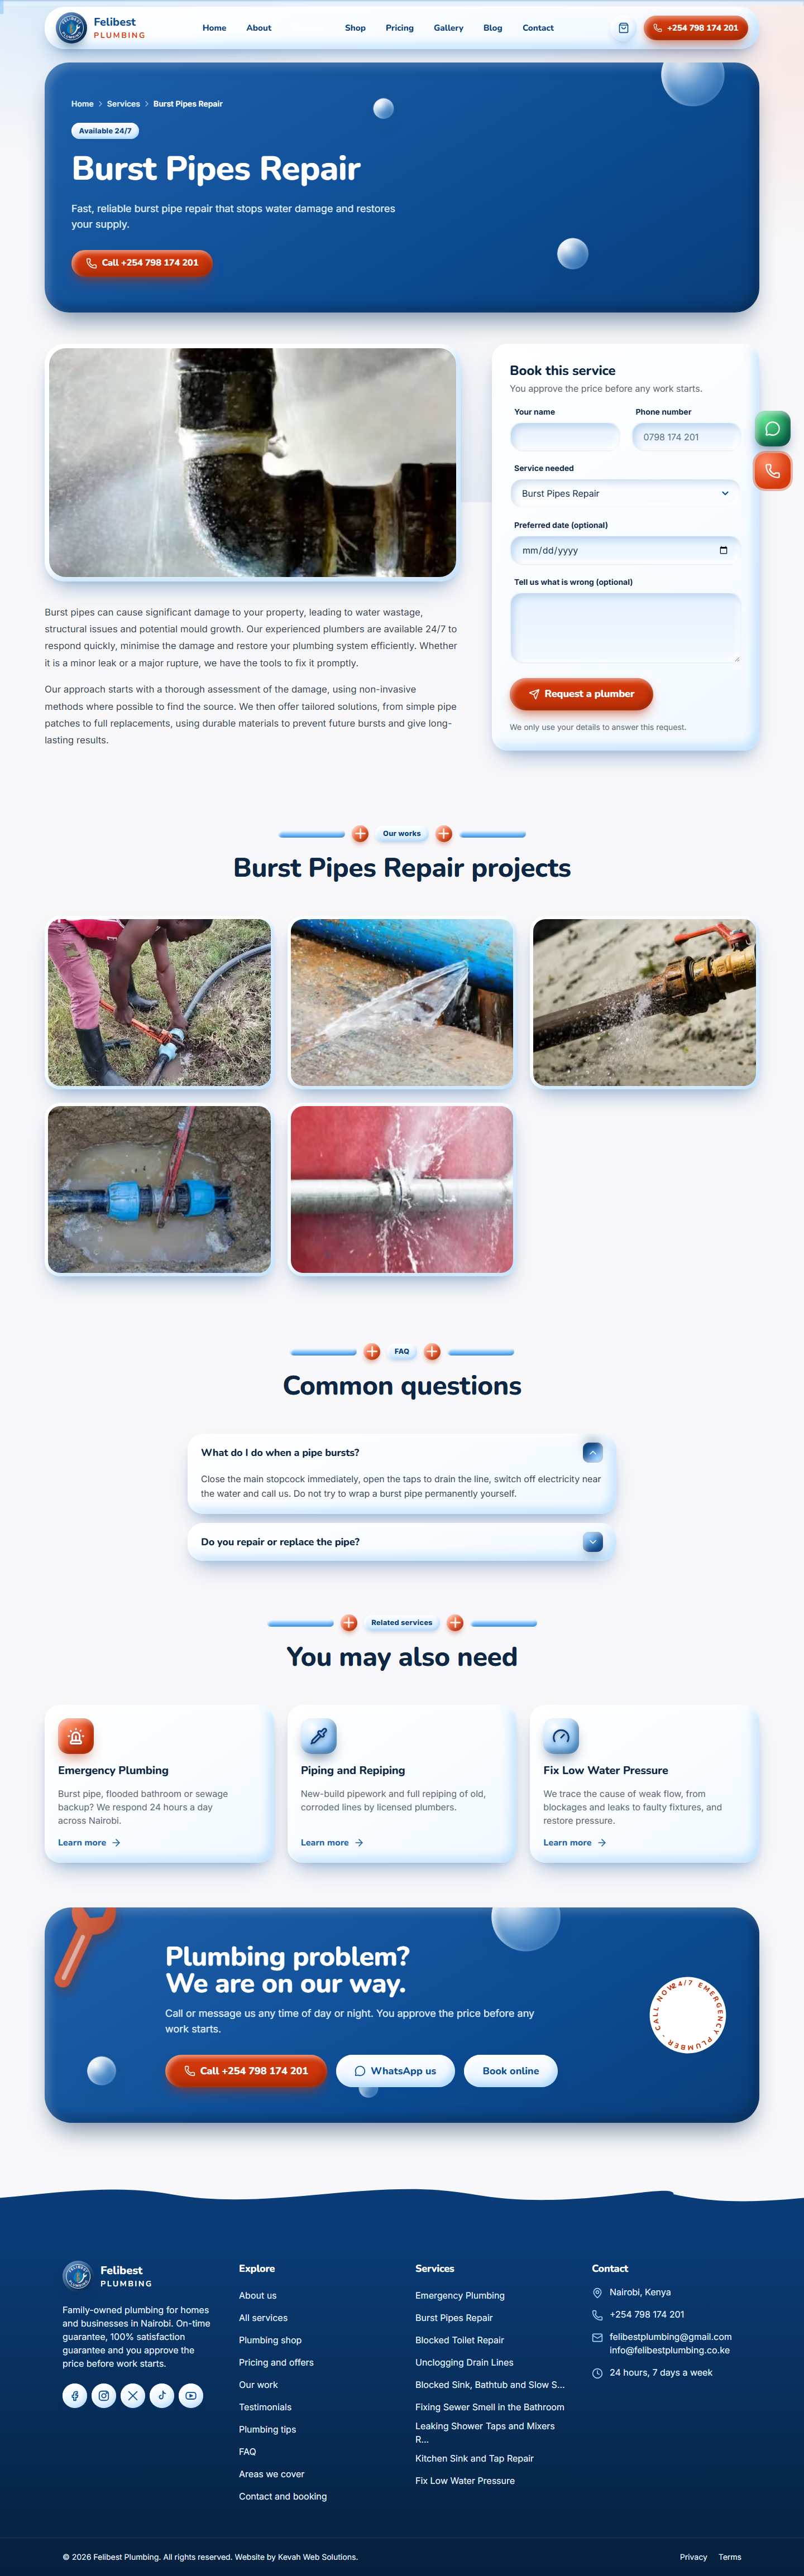 Felibest
PLUMBING
Home
About
Shop
Pricing
Gallery
Blog
Contact
+254 798 174 201
Home > Services > Burst Pipes Repair
Available 24/7
Burst Pipes Repair
Fast, reliable burst pipe repair that stops water damage and restores
your supply.
Call +254 798 174 201
Book this service
You approve the price before any work starts.
Your name
Phone number
0798 174 201
Service needed
Burst Pipes Repair
Preferred date (optional)
mm/dd/yyyy
Tell us what is wrong (optional)
Request a plumber
We only use your details to answer this request.
Burst pipes can cause significant damage to your property, leading to water wastage,
structural issues and potential mould growth. Our experienced plumbers are available 24/7 to
respond quickly, minimise the damage and restore your plumbing system efficiently. Whether
it is a minor leak or a major rupture, we have the tools to fix it promptly.
Our approach starts with a thorough assessment of the damage, using non-invasive
methods where possible to find the source. We then offer tailored solutions, from simple pipe
patches to full replacements, using durable materials to prevent future bursts and give long-
lasting results.
Our works
Burst Pipes Repair projects
FAQ
Common questions
What do I do when a pipe bursts?
Close the main stopcock immediately, open the taps to drain the line, switch off electricity near
the water and call us. Do not try to wrap a burst pipe permanently yourself.
Do you repair or replace the pipe?
Related services
You may also need
Emergency Plumbing
Burst pipe, flooded bathroom or sewage
backup? We respond 24 hours a day
across Nairobi.
Learn more
Piping and Repiping
New-build pipework and full repiping of old,
corroded lines by licensed plumbers.
Learn more
Fix Low Water Pressure
We trace the cause of weak flow, from
blockages and leaks to faulty fixtures, and
restore pressure.
Learn more
Plumbing problem?
We are on our way.
Call or message us any time of day or night. You approve the price before any
work starts.
Call +254 798 174 201
WhatsApp us
Book online
24/7 EMERGENCY PLUMBER · CALL NOW
Felibest
PLUMBING
Family-owned plumbing for homes
and businesses in Nairobi. On-time
guarantee, 100% satisfaction
guarantee and you approve the
price before work starts.
Explore
About us
All services
Plumbing shop
Pricing and offers
Our work
Testimonials
Plumbing tips
FAQ
Areas we cover
Contact and booking
Services
Emergency Plumbing
Burst Pipes Repair
Blocked Toilet Repair
Unclogging Drain Lines
Blocked Sink, Bathtub and Slow S...
Fixing Sewer Smell in the Bathroom
Leaking Shower Taps and Mixers
R...
Kitchen Sink and Tap Repair
Fix Low Water Pressure
Contact
Nairobi, Kenya
+254 798 174 201
felibestplumbing@gmail.com
info@felibestplumbing.co.ke
24 hours, 7 days a week
© 2026 Felibest Plumbing. All rights reserved. Website by Kevah Web Solutions.
Privacy
Terms